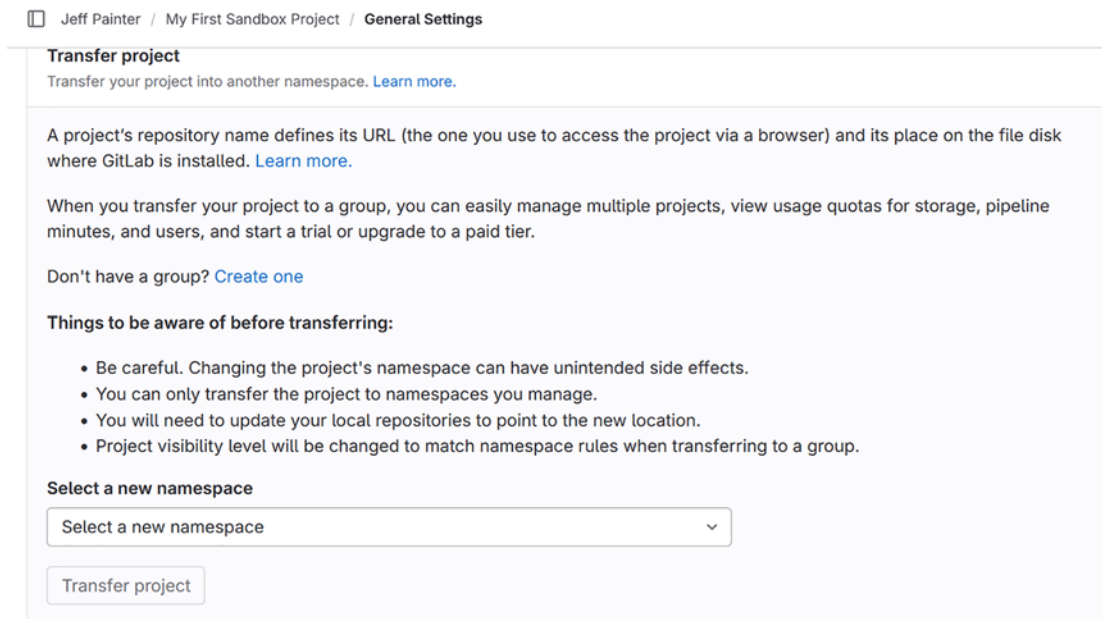 Jeff Painter / My First Sandbox Project / General Settings
Transfer project
Transfer your project into another namespace. Learn more.
A project’s repository name defines its URL (the one you use to access the project via a browser) and its place on the file disk
where GitLab is installed. Learn more.
When you transfer your project to a group, you can easily manage multiple projects, view usage quotas for storage, pipeline
minutes, and users, and start a trial or upgrade to a paid tier.
Don't have a group? Create one
Things to be aware of before transferring:
• Be careful. Changing the project's namespace can have unintended side effects.
• You can only transfer the project to namespaces you manage.
• You will need to update your local repositories to point to the new location.
• Project visibility level will be changed to match namespace rules when transferring to a group.
Select a new namespace
Select a new namespace
Transfer project